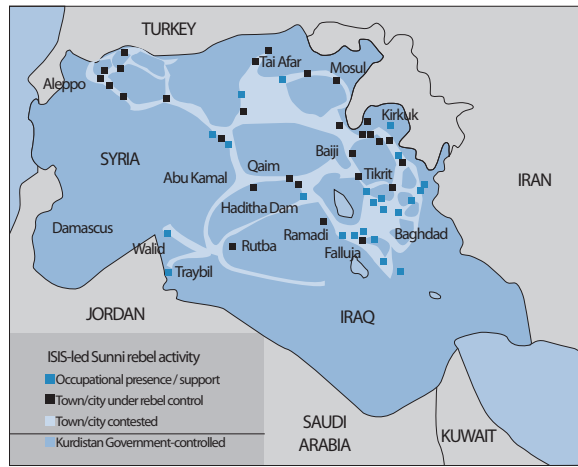 TURKEY
Tai Afar
Mosul
Aleppo
Kirkuk
SYRIA
Baiji
Qaim
Abu Kamal
Tikrit
IRAN
Haditha Dam
Damascus
Ramadi
Baghdad
Walid
Rutba
Falluja
Traybil
JORDAN
IRAQ
ISIS-led Sunni rebel activity
Occupational presence / support
Town/city under rebel control
Town/city contested
Kurdistan Government-controlled
SAUDI
ARABIA
KUWAIT